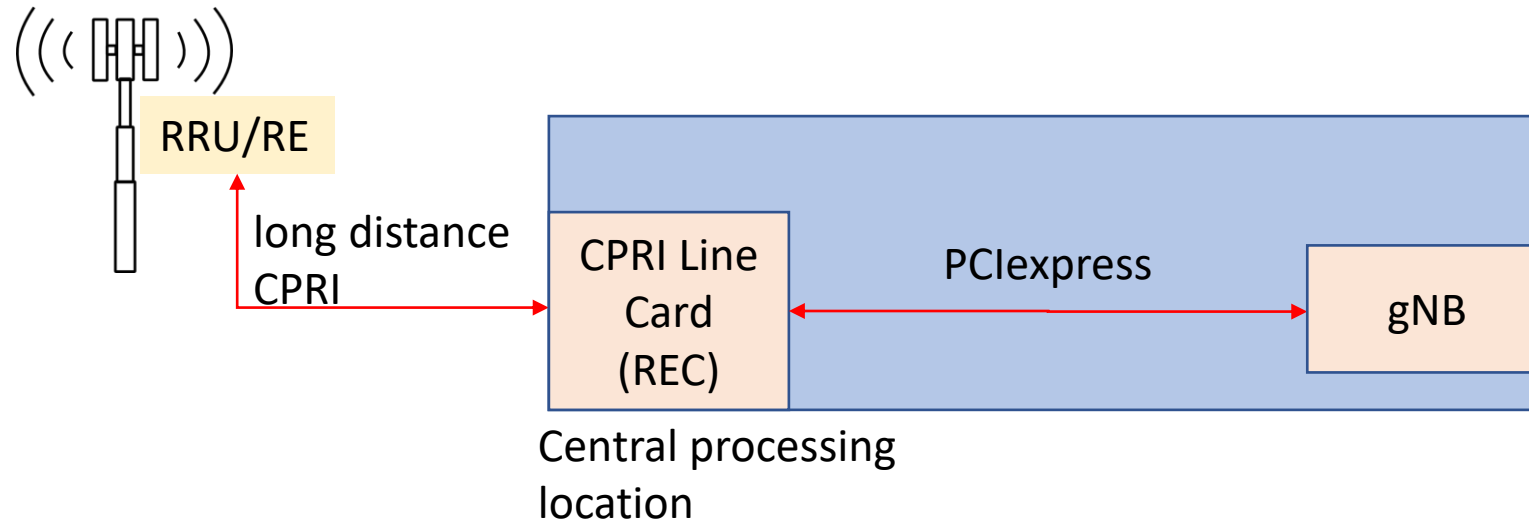 RRU/RE
long distance
CPRI
CPRI Line
Card
(REC)
PCIexpress
gNB
Central processing
location